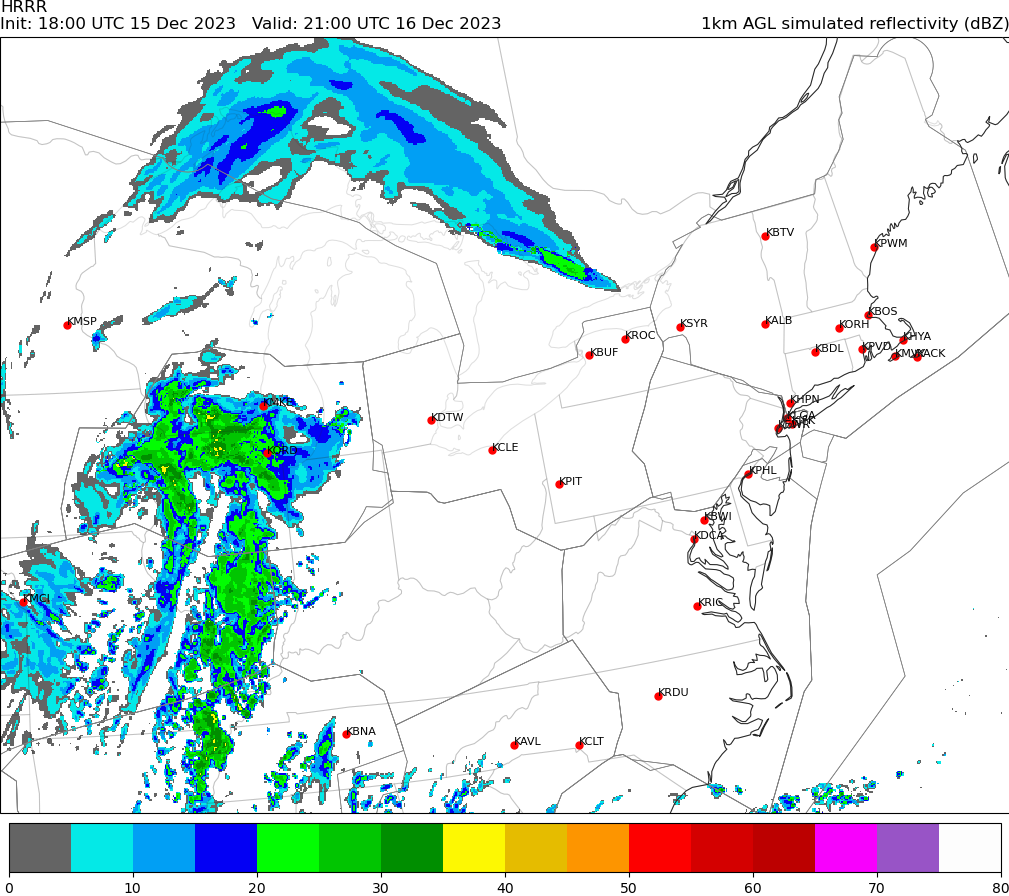 HRRR
Init: 18:00 UTC 15 Dec 2023 Valid: 21:00 UTC 16 Dec 2023 1km AGL simulated reflectivity (dBZ)
KBTV
KPWM
KMSP
KBOS
KSYR
KALB
KORH
KROC
KHYA
KBUF
KBDL
KPVD
KACK
KHPN
KMKE
KLGA
KDTW
KCLE
KORD
KPHL
KPIT
KBWI
KDCA
KMCI
KRIC
KRDU
KBNA
KAVL
KCLT
0 10 20 30 40 50 60 70 80